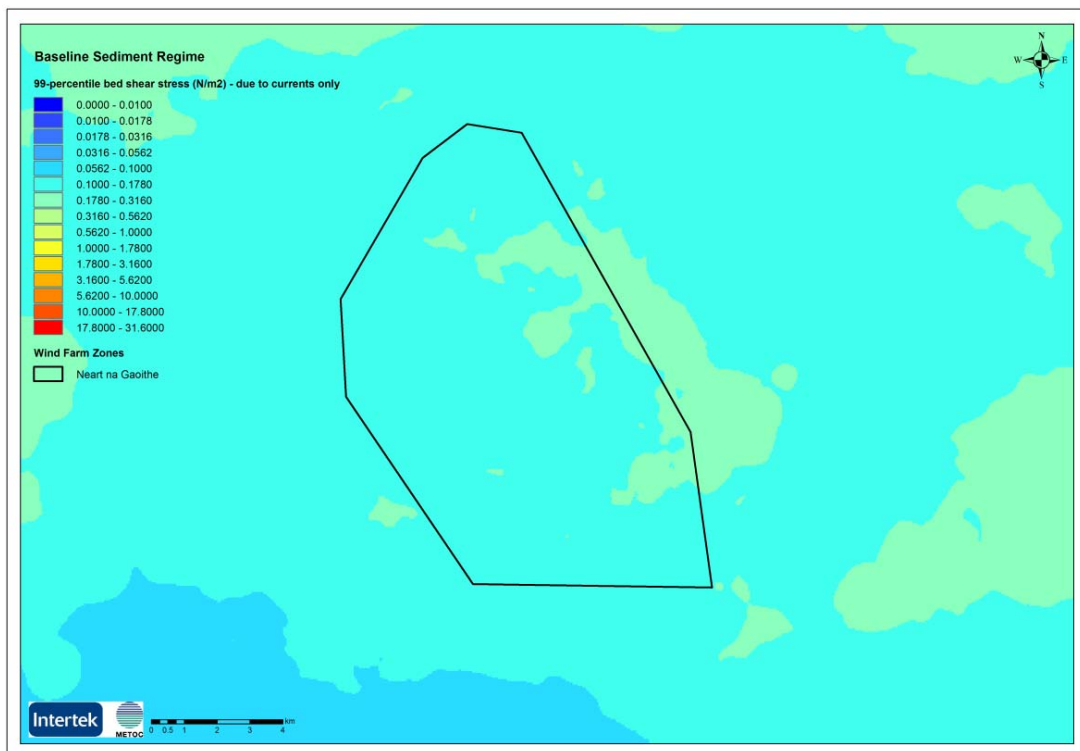 Baseline Sediment Regime
99-percentile bed shear stress (N/m2) - due to currents only
0.0000 - 0.0100
0.0100 - 0.0178
0.0178 - 0.0316
0.0316 - 0.0562
0.0562 - 0.1000
0.1000 - 0.1780
0.1780 - 0.3160
0.3160 - 0.5620
0.5620 - 1.0000
1.0000 - 1.7800
1.7800 - 3.1600
3.1600 - 5.6200
5.6200 - 10.0000
10.0000 - 17.8000
17.8000 - 31.6000
Wind Farm Zones
Neart na Gaoithe
N
W E
S
Intertek
METOC
km
0 0.5 1 2 3 4